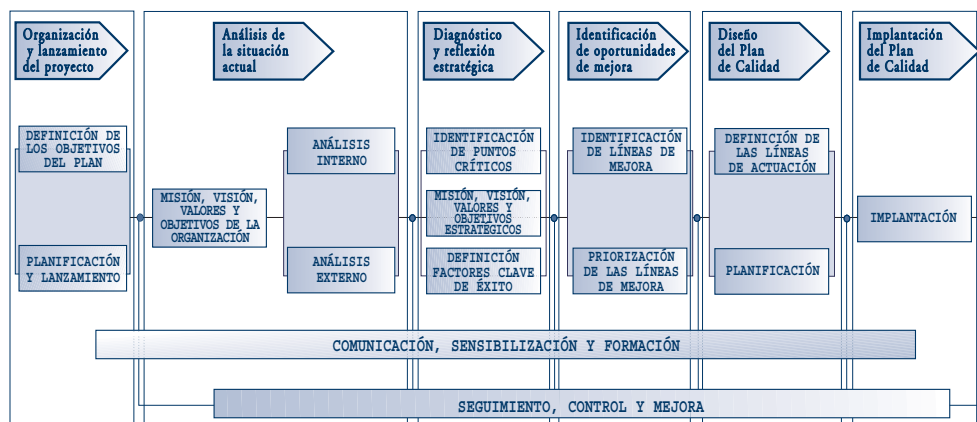 Organización
y lanzamiento
del proyecto
Análisis de
la situación
actual
Diagnóstico
y reflexión
estratégica
Identificación
de oportunidades
de mejora
Diseño
del Plan
de Calidad
Implantación
del Plan
de Calidad
DEFINICIÓN DE
LOS OBJETIVOS
DEL PLAN
PLANIFICACIÓN
Y LANZAMIENTO
MISIÓN, VISIÓN,
VALORES Y
OBJETIVOS DE LA
ORGANIZACIÓN
ANÁLISIS
INTERNO
ANÁLISIS
EXTERNO
IDENTIFICACIÓN
DE PUNTOS
CRÍTICOS
MISIÓN, VISIÓN,
VALORES Y
OBJETIVOS
ESTRATÉGICOS
DEFINICIÓN
FACTORES CLAVE
DE ÉXITO
IDENTIFICACIÓN
DE LÍNEAS DE
MEJORA
PRIORIZACIÓN
DE LAS LÍNEAS
DE MEJORA
DEFINICIÓN DE
LAS LÍNEAS
DE ACTUACIÓN
PLANIFICACIÓN
IMPLANTACIÓN
COMUNICACIÓN, SENSIBILIZACIÓN Y FORMACIÓN
SEGUIMIENTO, CONTROL Y MEJORA